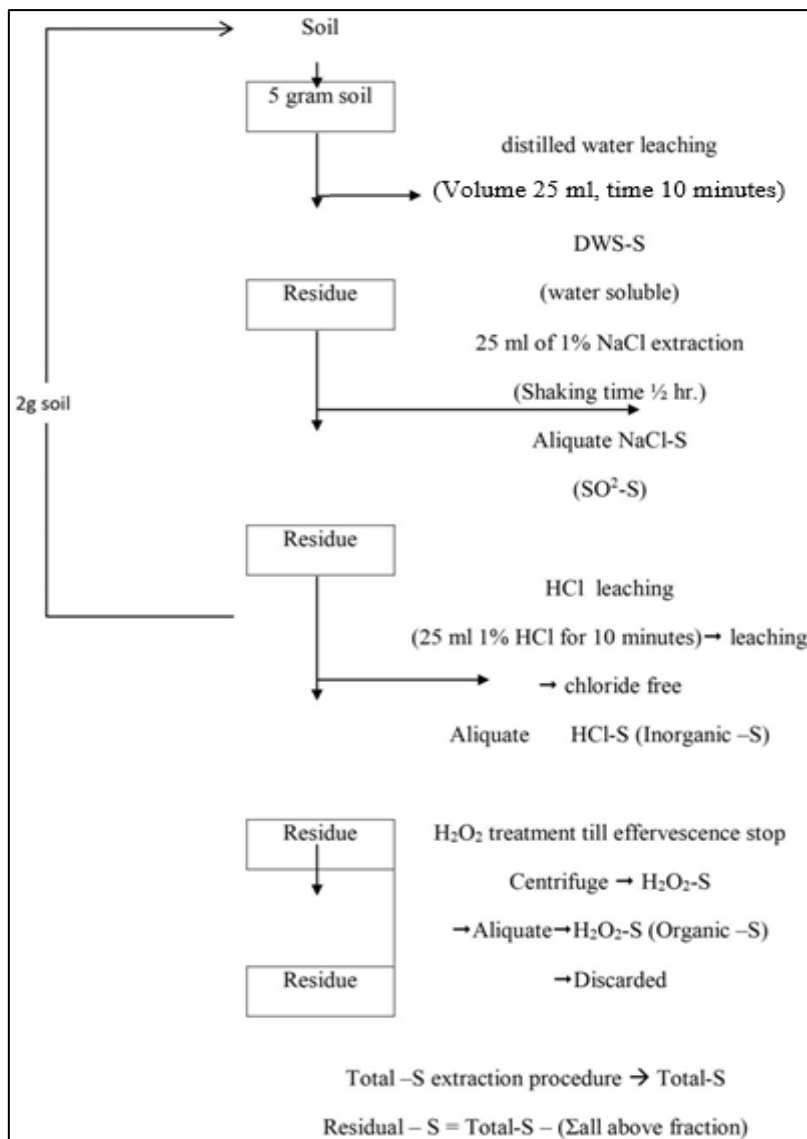 Soil
5 gram soil
distilled water leaching
(Volume 25 ml, time 10 minutes)
DWS-S
Residue
(water soluble)
25 ml of 1% NaCl extraction
(Shaking time ½ hr.)
2g soil
Aliquate NaCl-S
(SO²-S)
Residue
HCl leaching
(25 ml 1% HCl for 10 minutes)→ leaching
→ chloride free
Aliquate HCl-S (Inorganic –S)
Residue
H₂O₂ treatment till effervescence stop
Centrifuge → H₂O₂-S
→Aliquate→H₂O₂-S (Organic –S)
Residue
→Discarded
Total –S extraction procedure → Total-S
Residual – S = Total-S – (Σall above fraction)